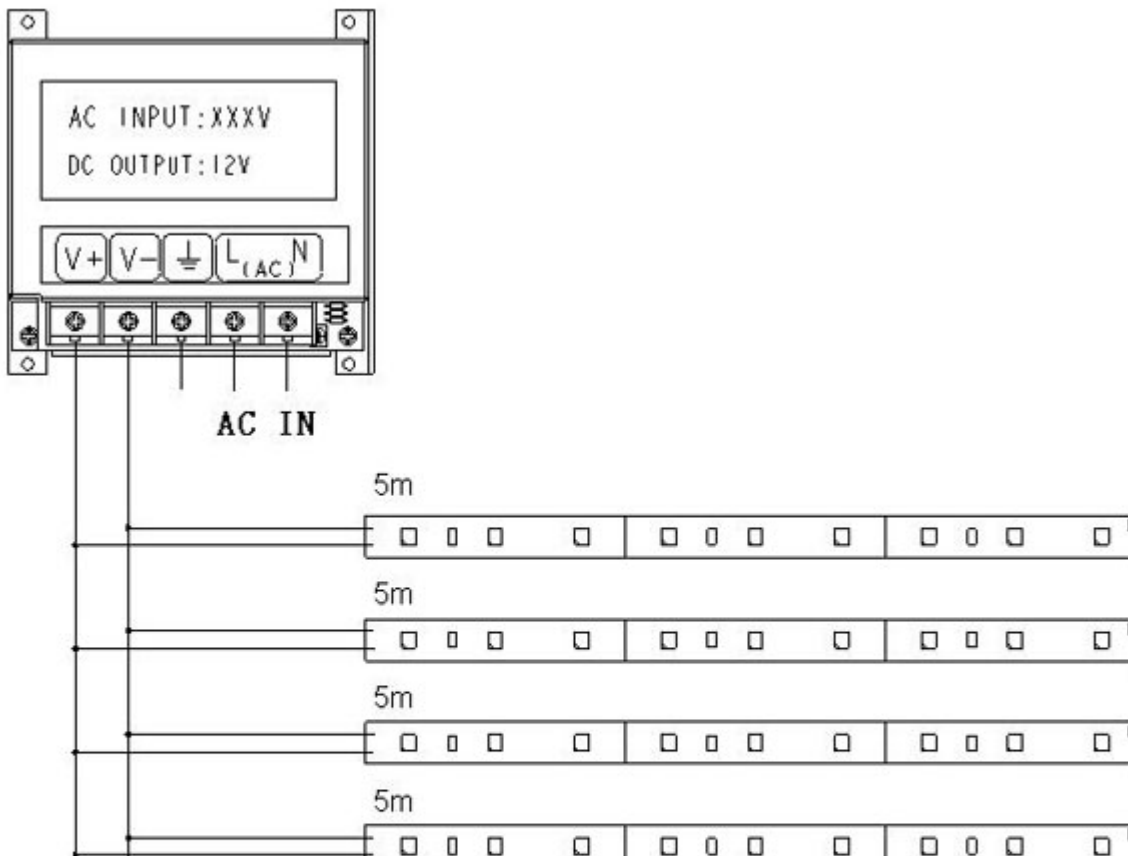 AC INPUT:XXXV
DC OUTPUT:12V
V+ V- L(AC)N
AC IN
5m
5m
5m
5m